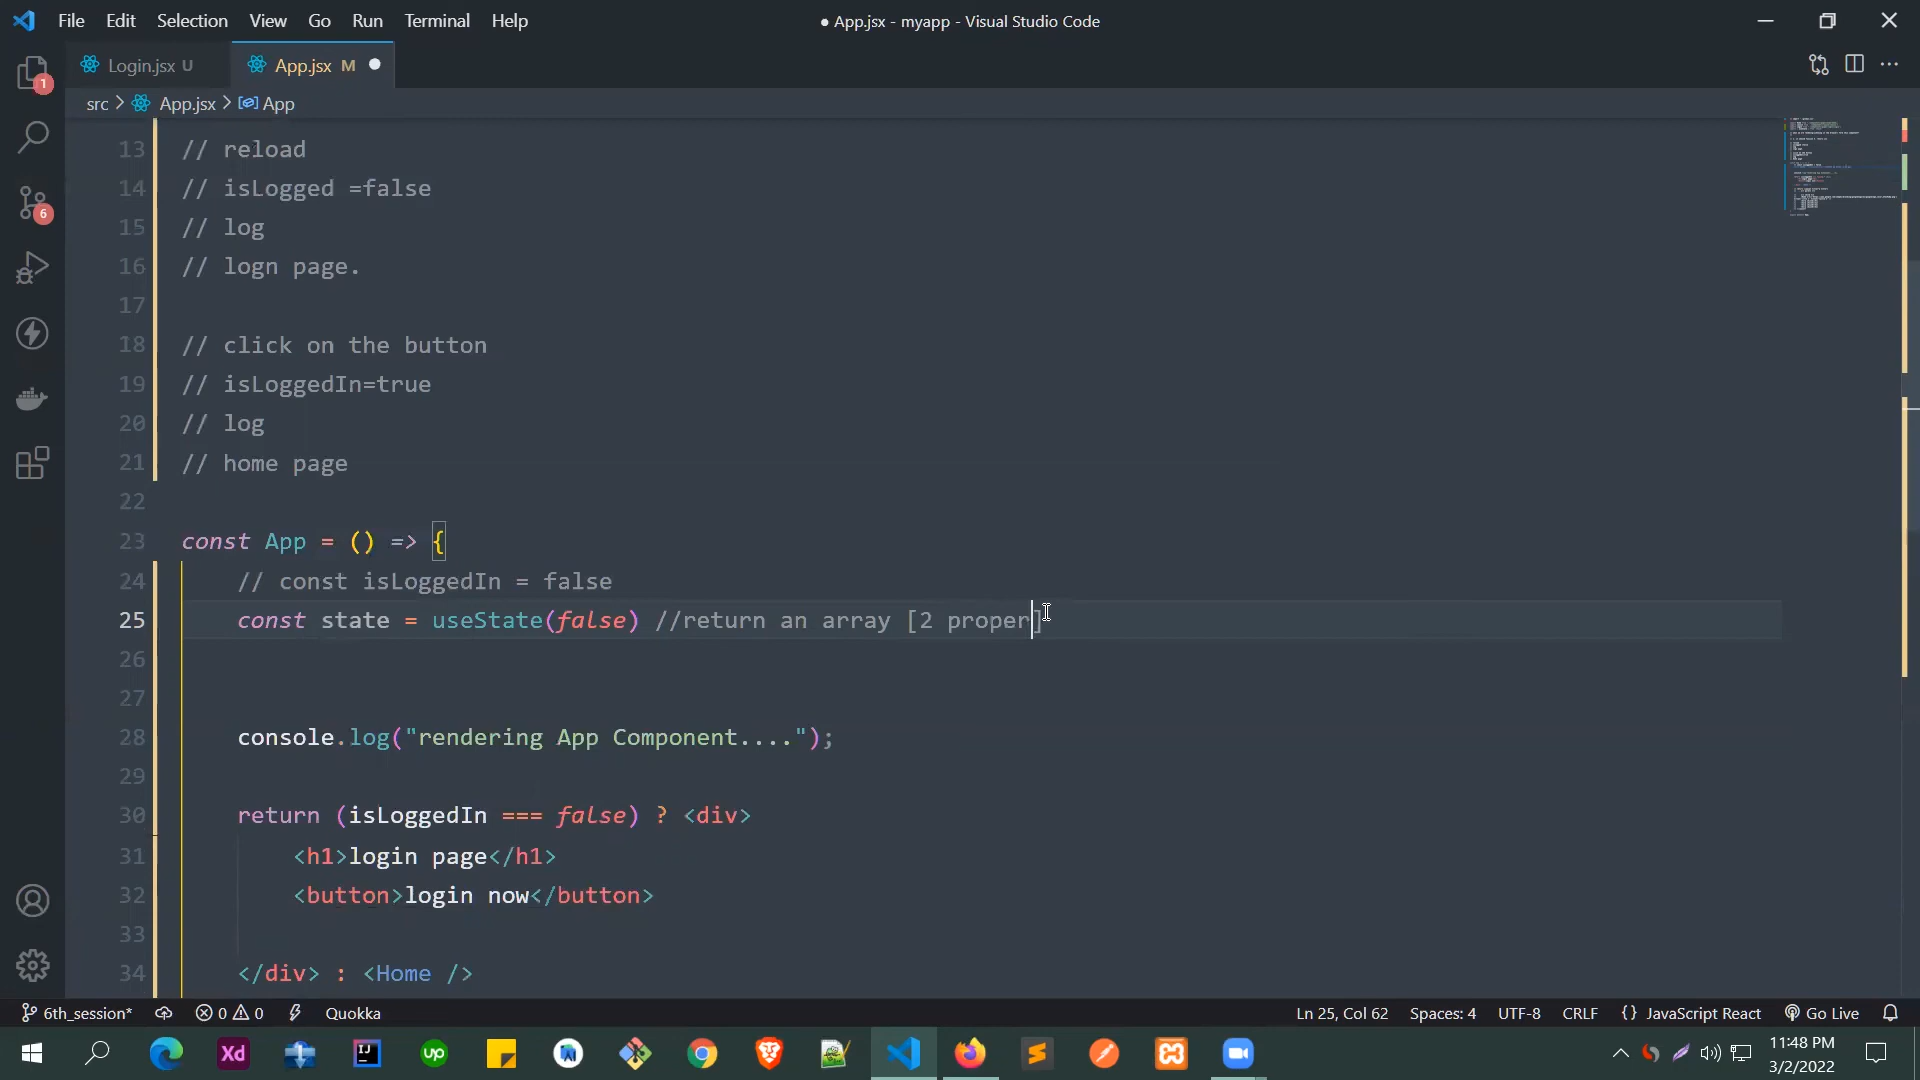 File Edit Selection View Go Run Terminal Help
● App.jsx - myapp - Visual Studio Code
Login.jsx U
App.jsx M ●
src > App.jsx > App
13 // reload
14 // isLogged =false
15 // log
16 // logn page.
17
18 // click on the button
19 // isLoggedIn=true
20 // log
21 // home page
22
23 const App = () => {
24 // const isLoggedIn = false
25 const state = useState(false) //return an array [2 proper]
26
27
28 console.log("rendering App Component....");
29
30 return (isLoggedIn === false) ? <div>
31 <h1>login page</h1>
32 <button>login now</button>
33
34 </div> : <Home />
1
6
6th_session* 0 0 Quokka
Ln 25, Col 62 Spaces: 4 UTF-8 CRLF {} JavaScript React Go Live
Xd
IJ
up
11:48 PM
3/2/2022